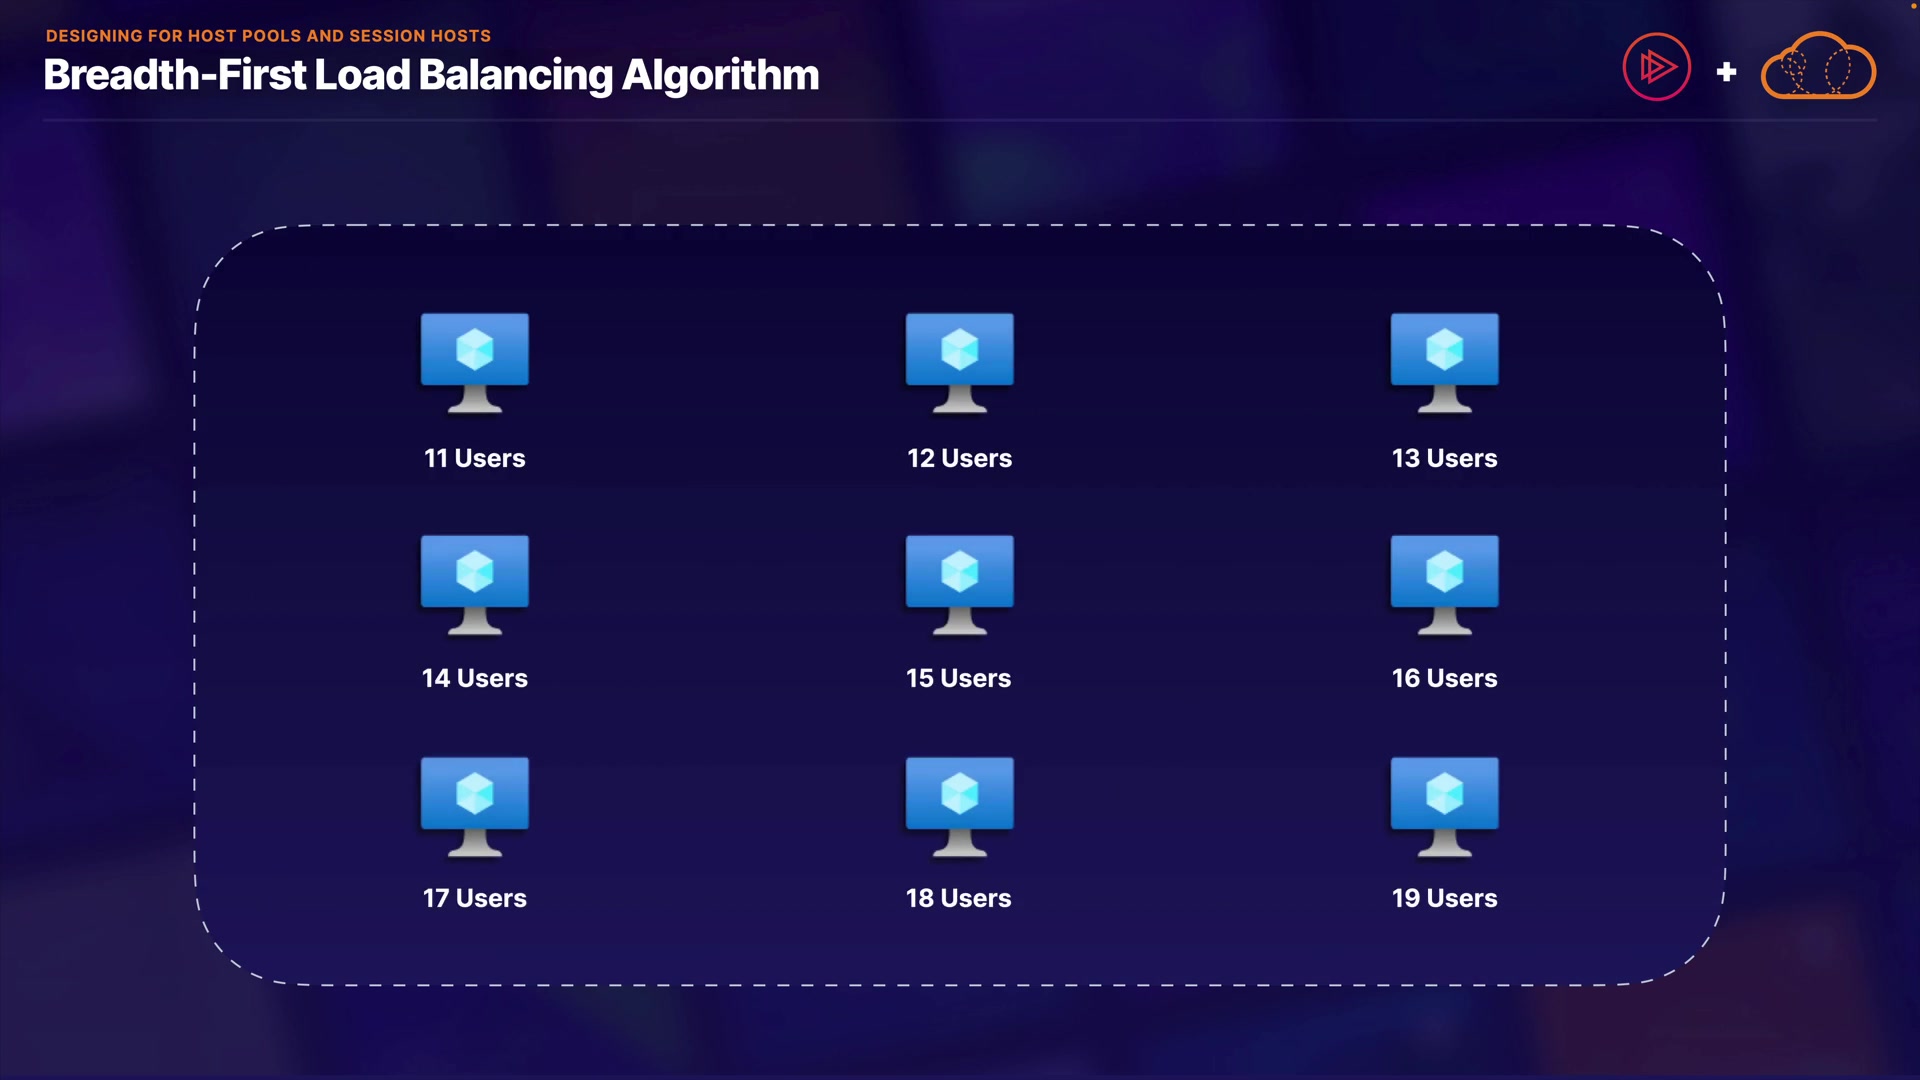 DESIGNING FOR HOST POOLS AND SESSION HOSTS
Breadth-First Load Balancing Algorithm
11 Users
12 Users
13 Users
14 Users
15 Users
16 Users
17 Users
18 Users
19 Users